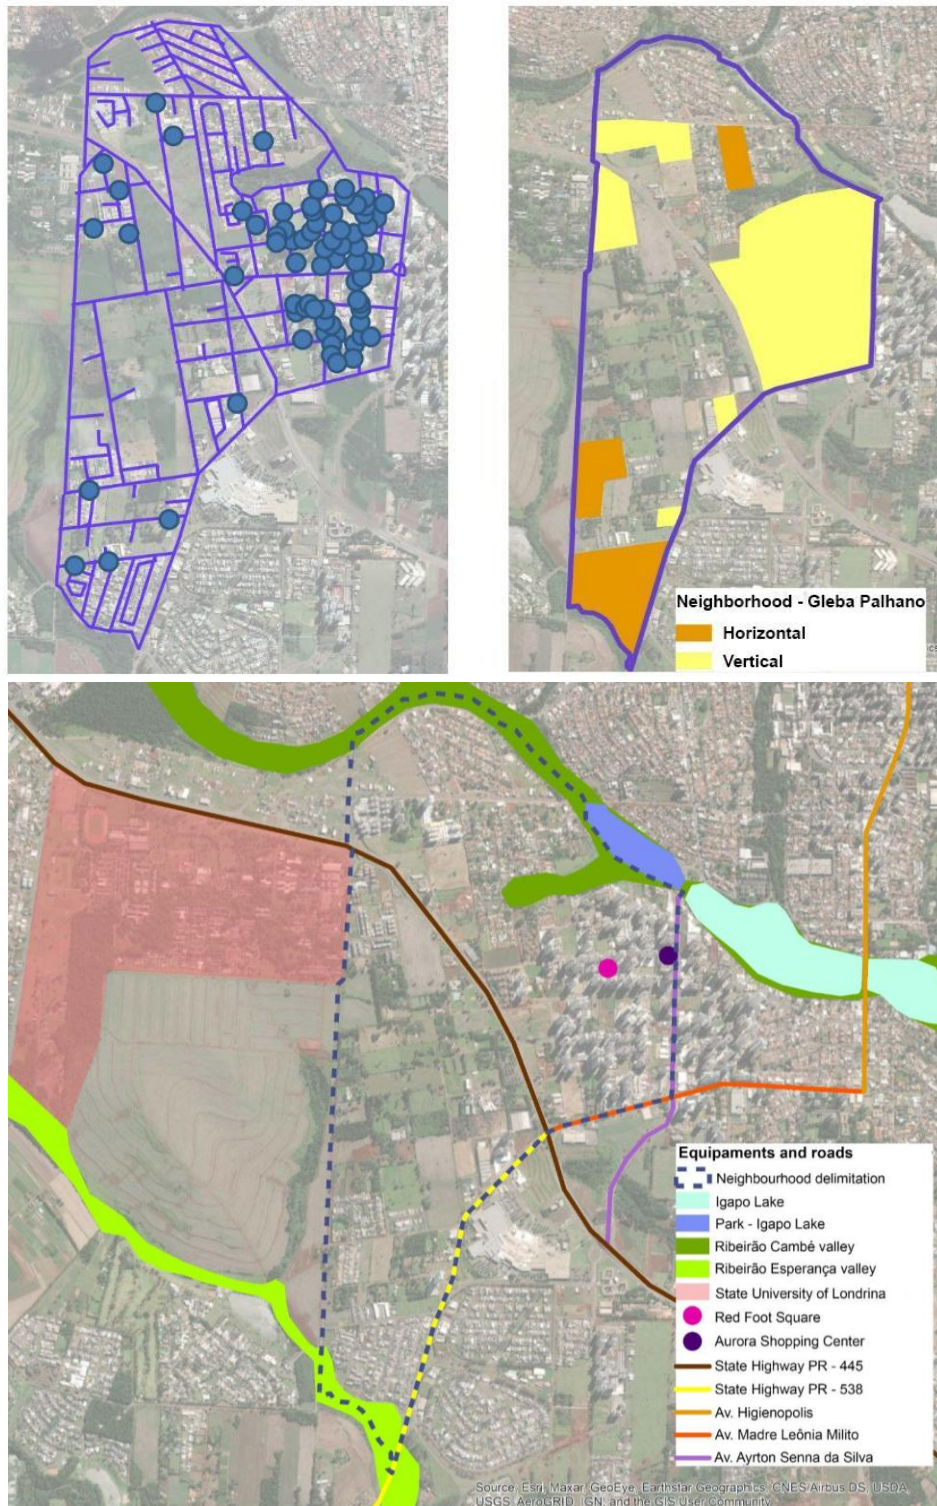 Neighborhood - Gleba Palhano
Horizontal
Vertical
Equipaments and roads
Neighbourhood delimitation
Igapo Lake
Park - Igapo Lake
Ribeirão Cambé valley
Ribeirão Esperança valley
State University of Londrina
Red Foot Square
Aurora Shopping Center
State Highway PR - 445
State Highway PR - 538
Av. Higienopolis
Av. Madre Leônia Milito
Av. Ayrton Senna da Silva
Source: Esri, Maxar, GeoEye, Earthstar Geographics, CNES/Airbus DS, USDA,
USGS, AeroGRID, IGN, and the GIS User Community